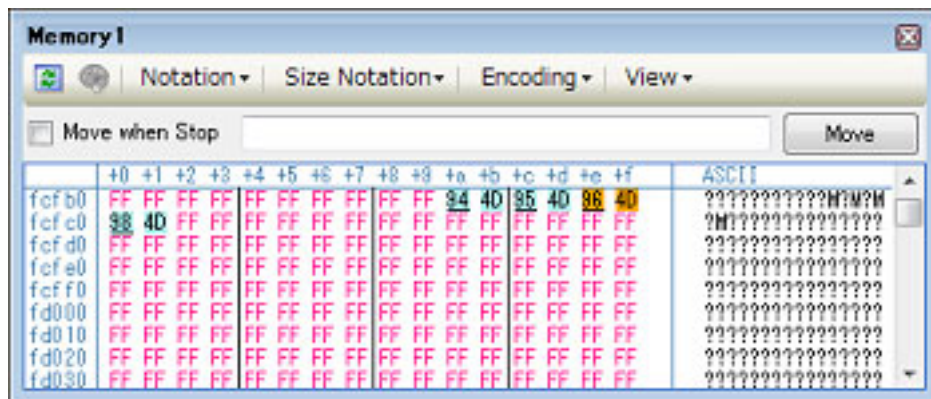 Memory1
Notation Size Notation Encoding View
Move when Stop Move
+0 +1 +2 +3 +4 +5 +6 +7 +8 +9 +a +b +c +d +e +f ASCII
fcfb0 FF FF FF FF FF FF FF FF FF FF 94 4D 95 4D 96 4D ???????????M?M?M
fcfc0 98 4D FF FF FF FF FF FF FF FF FF FF FF FF FF FF ?M??????????????
fcfd0 FF FF FF FF FF FF FF FF FF FF FF FF FF FF FF FF ????????????????
fcfe0 FF FF FF FF FF FF FF FF FF FF FF FF FF FF FF FF ????????????????
fcff0 FF FF FF FF FF FF FF FF FF FF FF FF FF FF FF FF ????????????????
fd000 FF FF FF FF FF FF FF FF FF FF FF FF FF FF FF FF ????????????????
fd010 FF FF FF FF FF FF FF FF FF FF FF FF FF FF FF FF ????????????????
fd020 FF FF FF FF FF FF FF FF FF FF FF FF FF FF FF FF ????????????????
fd030 FF FF FF FF FF FF FF FF FF FF FF FF FF FF FF FF ????????????????